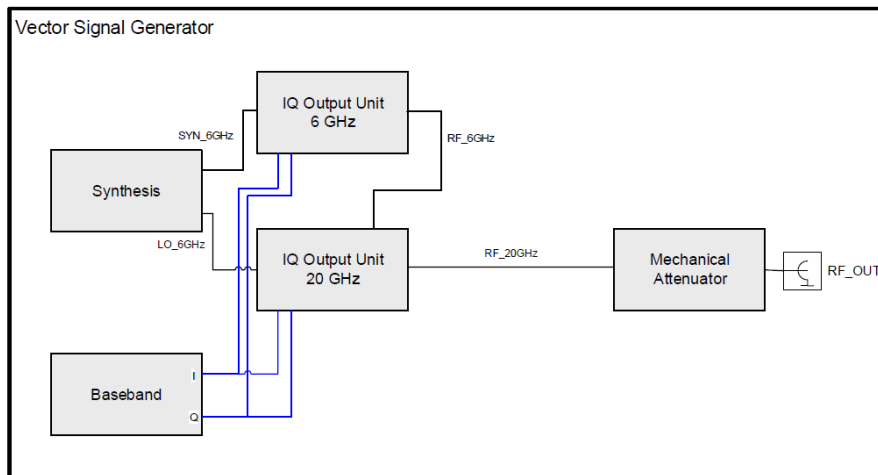 Vector Signal Generator
IQ Output Unit
6 GHz
SYN_6GHz
RF_6GHz
Synthesis
LO_6GHz
IQ Output Unit
20 GHz
RF_20GHz
Mechanical
Attenuator
RF_OUT
Baseband
I
Q